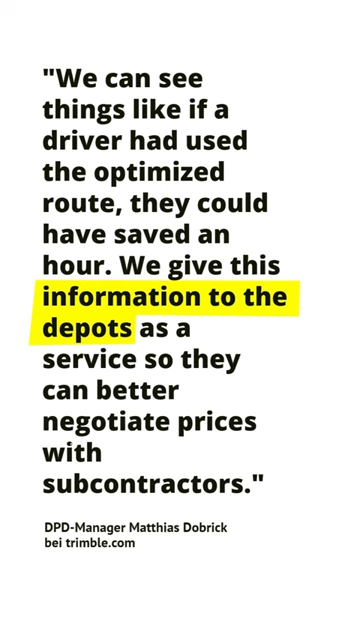 "We can see
things like if a
driver had used
the optimized
route, they could
have saved an
hour. We give this
information to the
depots as a
service so they
can better
negotiate prices
with
subcontractors."
DPD-Manager Matthias Dobrick
bei trimble.com